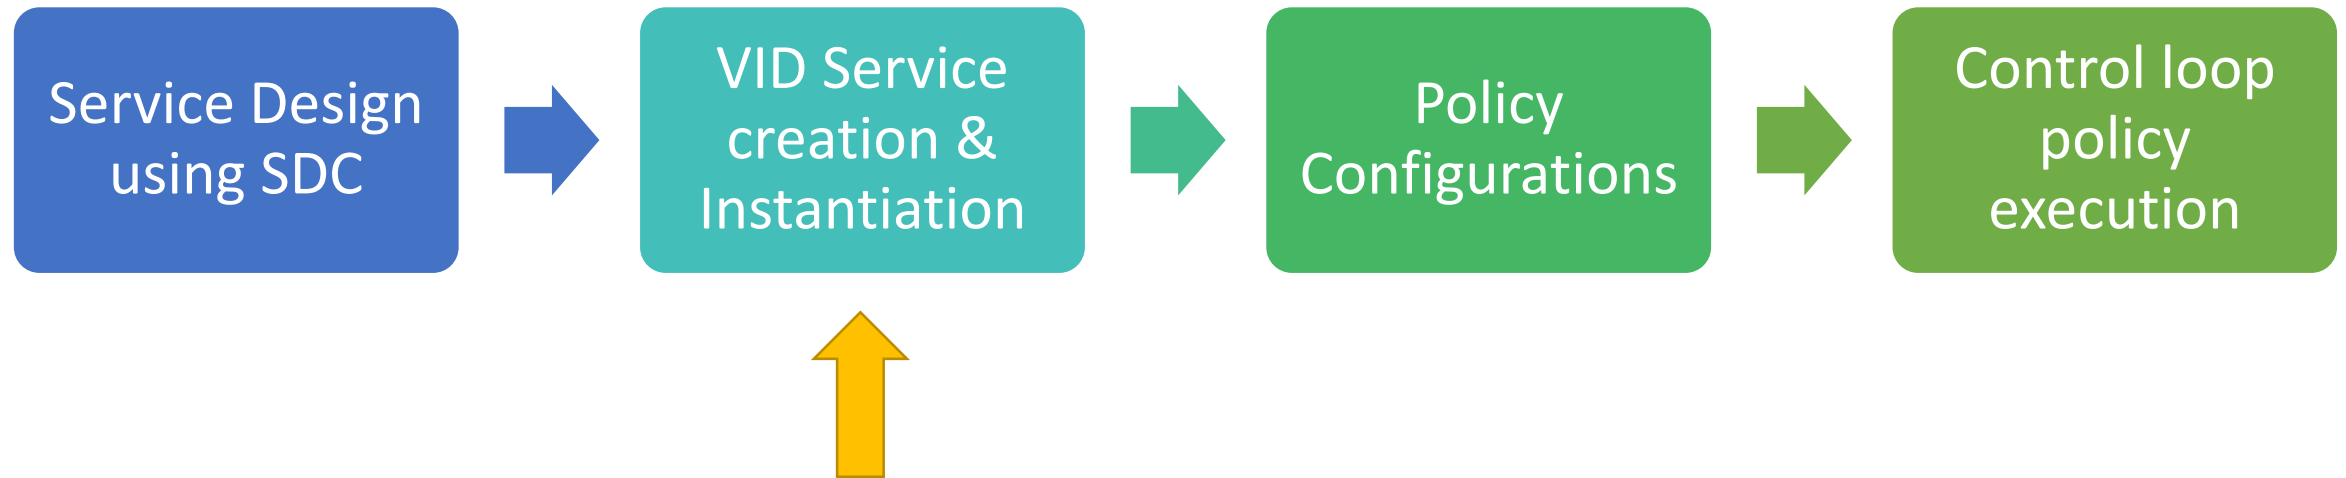 Service Design
using SDC
VID Service
creation &
Instantiation
Policy
Configurations
Control loop
policy
execution